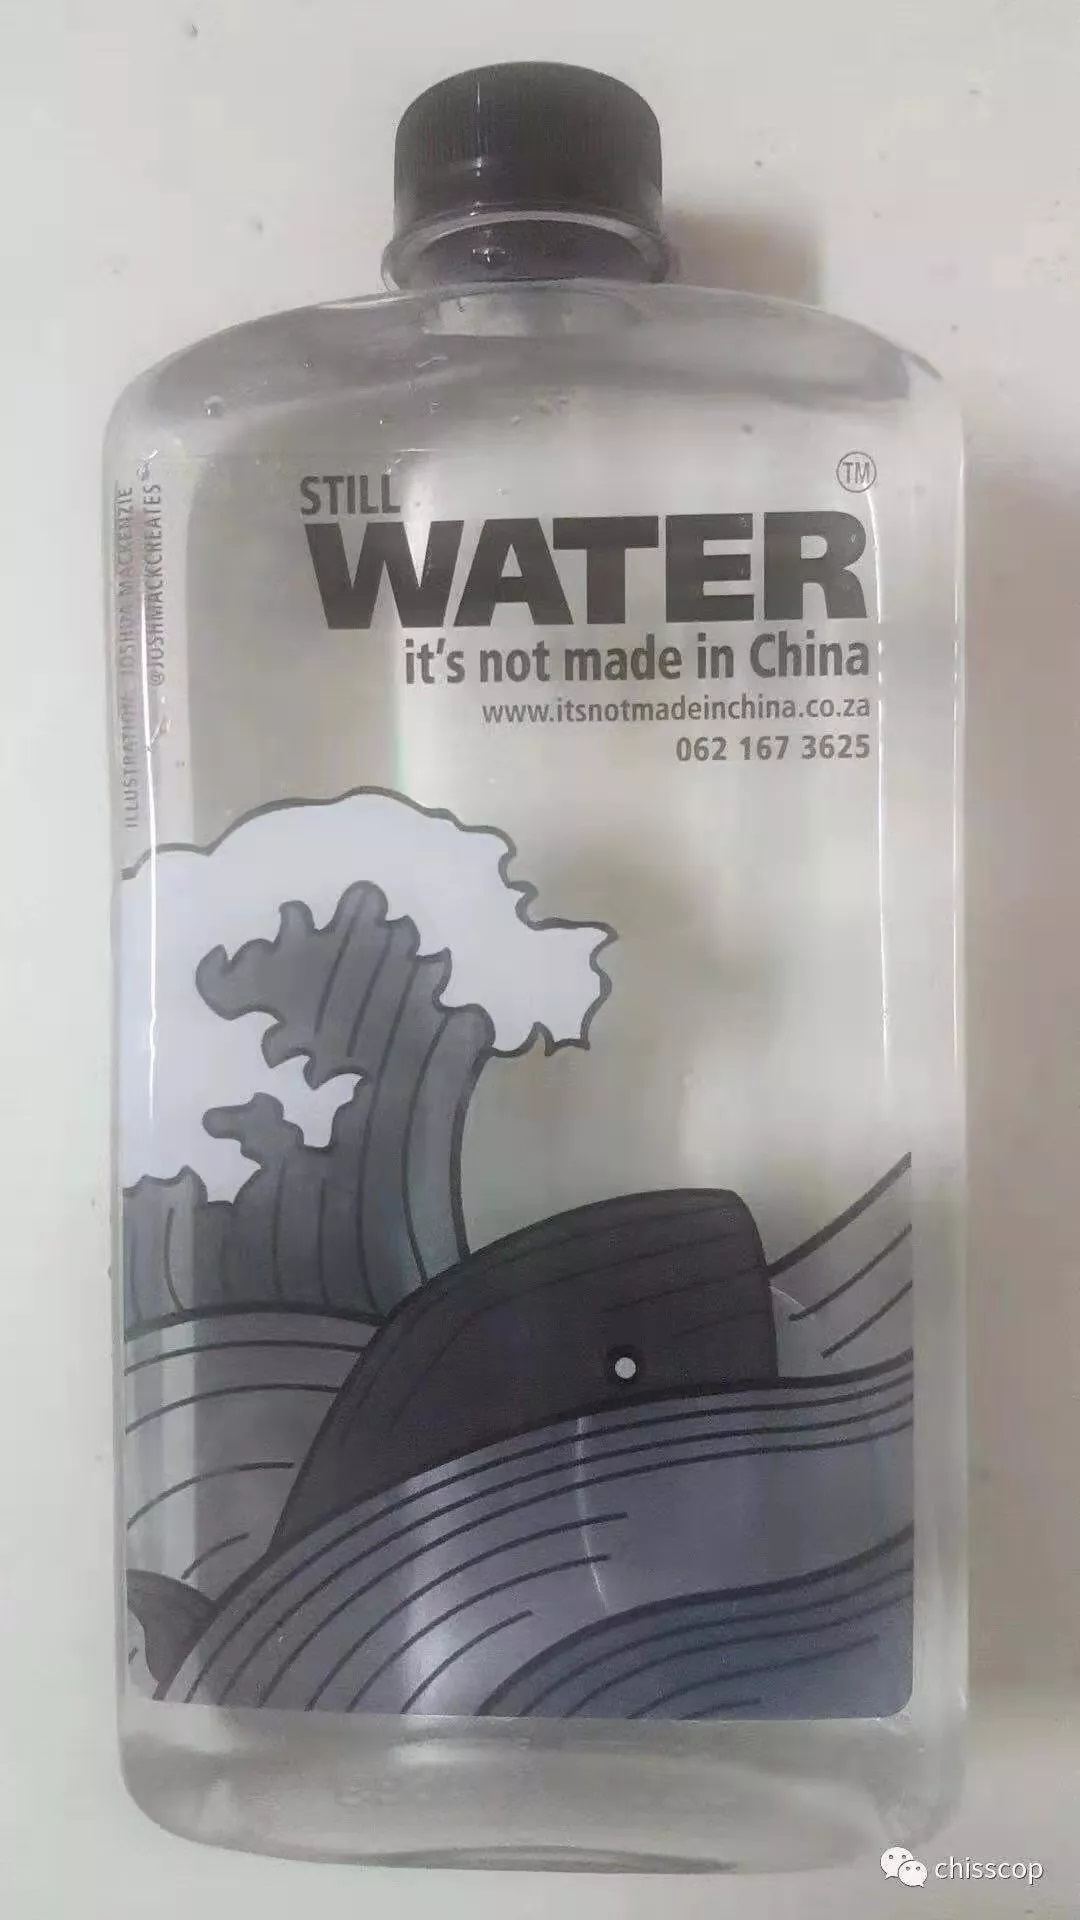 STILL
WATER
TM
it's not made in China
www.itsnotmadeinchina.co.za
062 167 3625
ILLUSTRATION: JOSHUA MACKENZIE
@JOSHMACKCREATES
chisscop